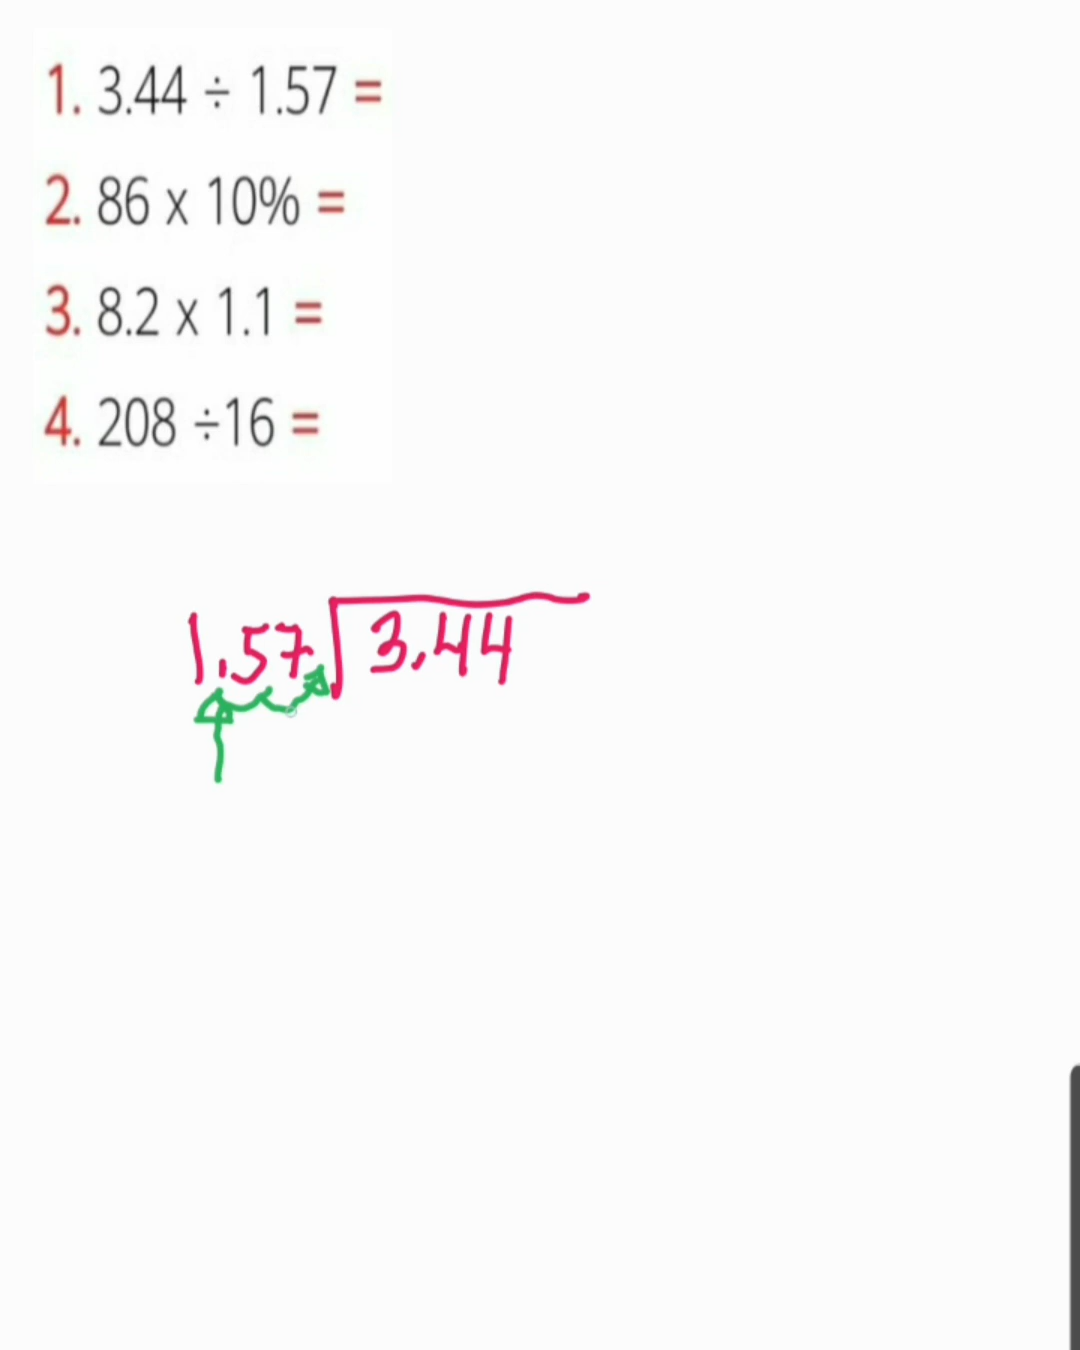 1. 3.44 ÷ 1.57 =
2. 86 x 10% =
3. 8.2 x 1.1 =
4. 208 ÷16 =
1.57 3.44